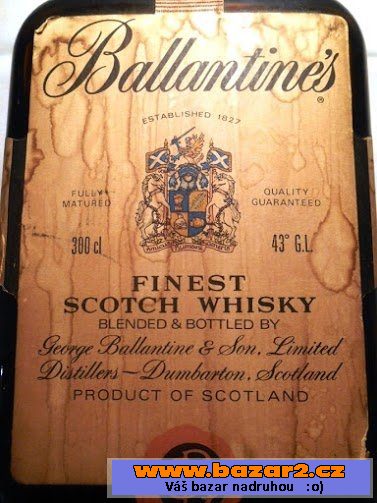 Ballantine's
®
ESTABLISHED 1827
FULLY
MATURED
QUALITY
GUARANTEED
300 cl
43° G.L.
FINEST
SCOTCH WHISKY
BLENDED & BOTTLED BY
George Ballantine & Son, Limited
Distillers — Dumbarton, Scotland
PRODUCT OF SCOTLAND
www.bazar2.cz
Váš bazar nadruhou :o)